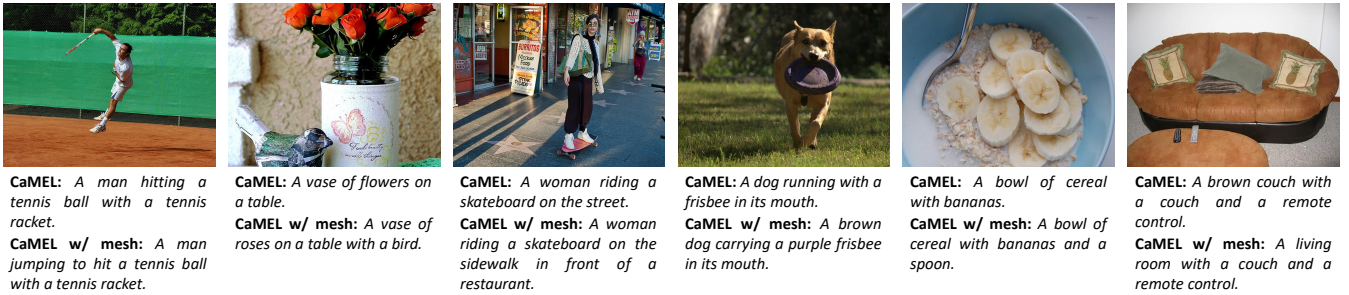 BURRITOS
CaMEL: A man hitting a
tennis ball with a tennis
racket.
CaMEL w/ mesh: A man
jumping to hit a tennis ball
with a tennis racket.
CaMEL: A vase of flowers on
a table.
CaMEL w/ mesh: A vase of
roses on a table with a bird.
CaMEL: A woman riding a
skateboard on the street.
CaMEL w/ mesh: A woman
riding a skateboard on the
sidewalk in front of a
restaurant.
CaMEL: A dog running with a
frisbee in its mouth.
CaMEL w/ mesh: A brown
dog carrying a purple frisbee
in its mouth.
CaMEL: A bowl of cereal
with bananas.
CaMEL w/ mesh: A bowl of
cereal with bananas and a
spoon.
CaMEL: A brown couch with
a couch and a remote
control.
CaMEL w/ mesh: A living
room with a couch and a
remote control.